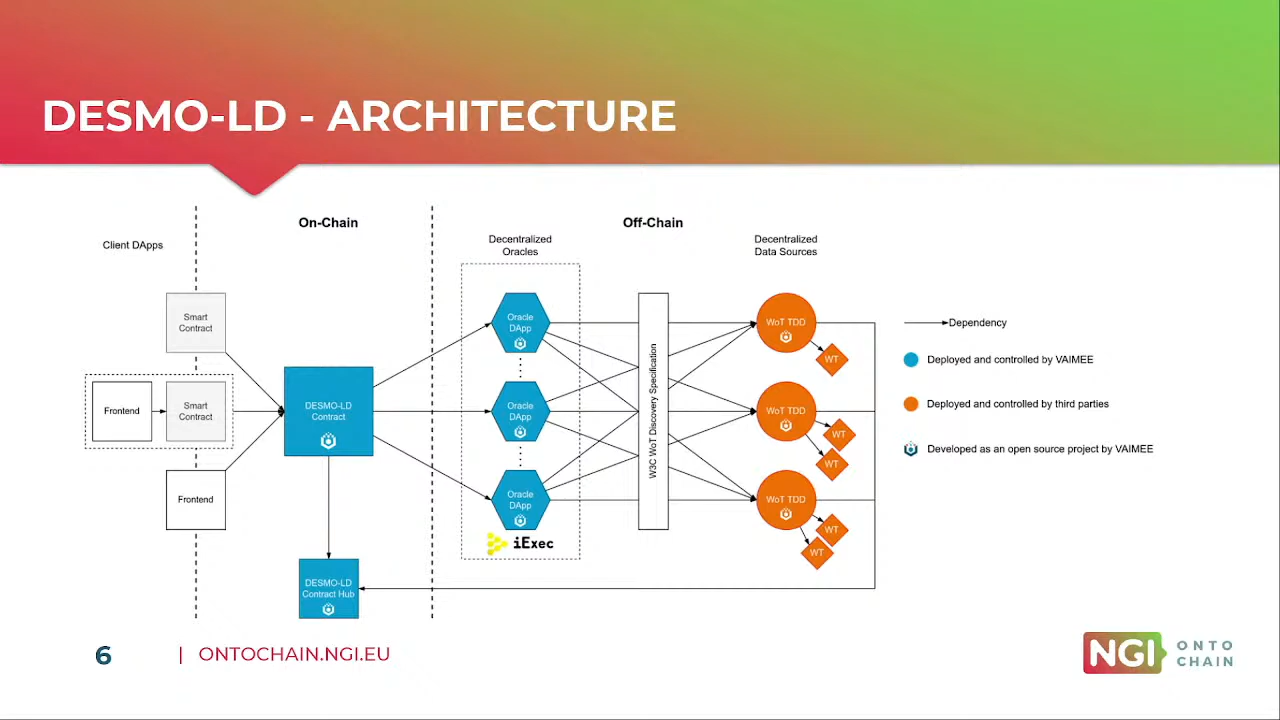 DESMO-LD - ARCHITECTURE
On-Chain
Off-Chain
Client DApps
Decentralized
Oracles
Decentralized
Data Sources
Smart
Contract
Frontend
Smart
Contract
Frontend
DESMO-LD
Contract
DESMO-LD
Contract Hub
Oracle
DApp
Oracle
DApp
Oracle
DApp
iExec
W3C WoT Discovery Specification
WoT TDD
WT
WoT TDD
WT
WT
WoT TDD
WT
WT
Dependency
Deployed and controlled by VAIMEE
Deployed and controlled by third parties
Developed as an open source project by VAIMEE
6
| ONTOCHAIN.NGI.EU
NGI
ONTO
CHAIN